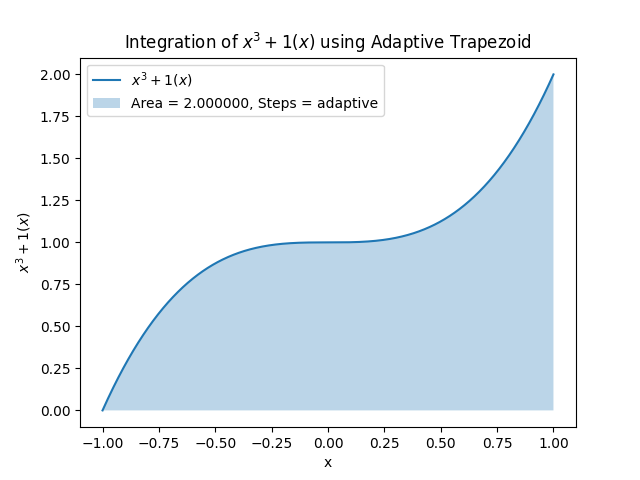 Integration of $x^3 + 1(x)$ using Adaptive Trapezoid
$x^3 + 1(x)$
Area = 2.000000, Steps = adaptive
2.00
1.75
1.50
1.25
1.00
0.75
0.50
0.25
0.00
$x^3 + 1(x)$
−1.00 −0.75 −0.50 −0.25 0.00 0.25 0.50 0.75 1.00
x